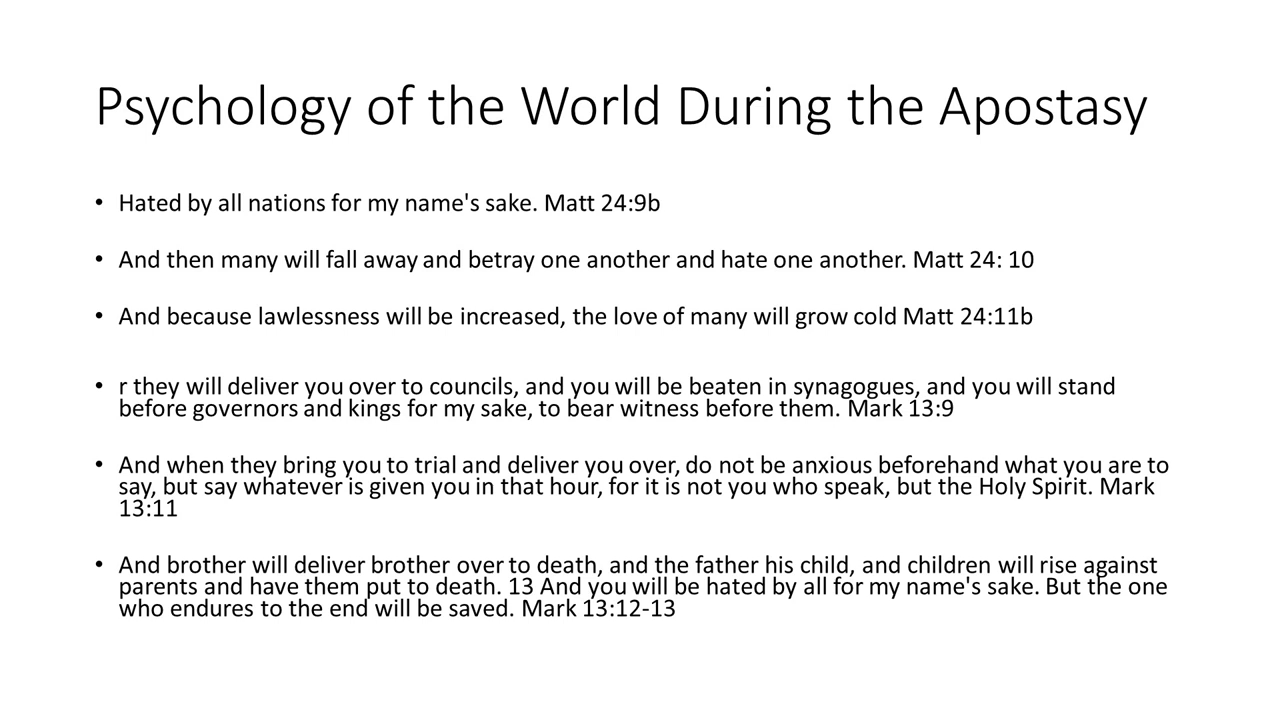 Psychology of the World During the Apostasy
• Hated by all nations for my name's sake. Matt 24:9b
• And then many will fall away and betray one another and hate one another. Matt 24: 10
• And because lawlessness will be increased, the love of many will grow cold Matt 24:11b
• r they will deliver you over to councils, and you will be beaten in synagogues, and you will stand
before governors and kings for my sake, to bear witness before them. Mark 13:9
• And when they bring you to trial and deliver you over, do not be anxious beforehand what you are to
say, but say whatever is given you in that hour, for it is not you who speak, but the Holy Spirit. Mark
13:11
• And brother will deliver brother over to death, and the father his child, and children will rise against
parents and have them put to death. 13 And you will be hated by all for my name's sake. But the one
who endures to the end will be saved. Mark 13:12-13